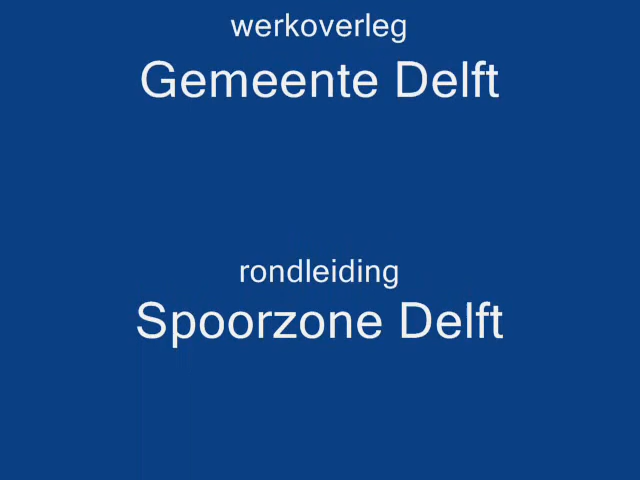 werkoverleg
Gemeente Delft
rondleiding
Spoorzone Delft